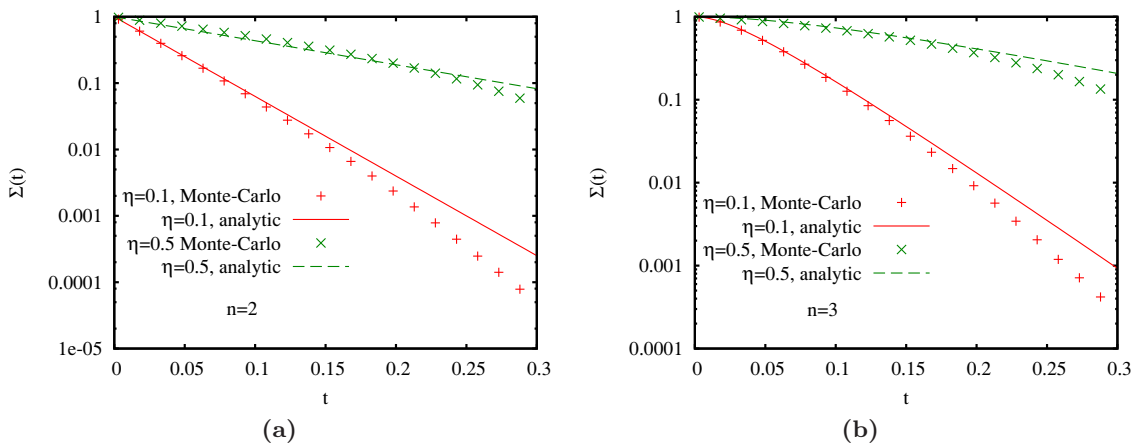 1
0.1
0.01
0.001
0.0001
1e-05
Σ(t)
η=0.1, Monte-Carlo
η=0.1, analytic
η=0.5 Monte-Carlo
η=0.5, analytic
n=2
0 0.05 0.1 0.15 0.2 0.25 0.3
t
(a)
1
0.1
0.01
0.001
0.0001
Σ(t)
η=0.1, Monte-Carlo
η=0.1, analytic
η=0.5, Monte-Carlo
η=0.5, analytic
n=3
0 0.05 0.1 0.15 0.2 0.25 0.3
t
(b)